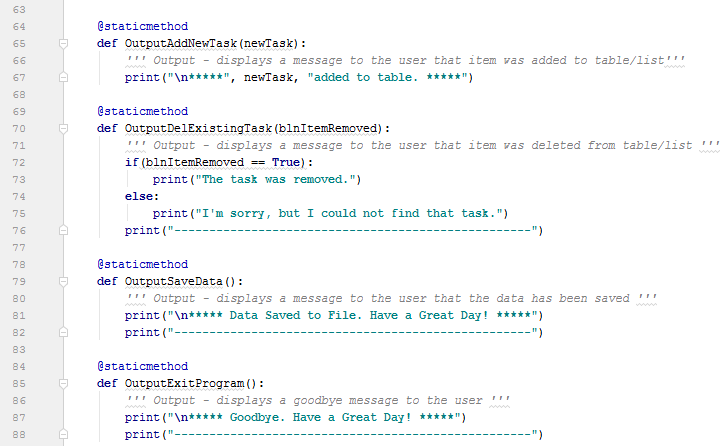 63
64 @staticmethod
65 def OutputAddNewTask(newTask):
66 ''' Output - displays a message to the user that item was added to table/list'''
67 print("\n*****", newTask, "added to table. *****")
68
69 @staticmethod
70 def OutputDelExistingTask(blnItemRemoved):
71 ''' Output - displays a message to the user that item was deleted from table/list '''
72 if(blnItemRemoved == True):
73 print("The task was removed.")
74 else:
75 print("I'm sorry, but I could not find that task.")
76 print("---------------------------------------------------")
77
78 @staticmethod
79 def OutputSaveData():
80 ''' Output - displays a message to the user that the data has been saved '''
81 print("\n***** Data Saved to File. Have a Great Day! *****")
82 print("---------------------------------------------------")
83
84 @staticmethod
85 def OutputExitProgram():
86 ''' Output - displays a goodbye message to the user '''
87 print("\n***** Goodbye. Have a Great Day! *****")
88 print("---------------------------------------------------")